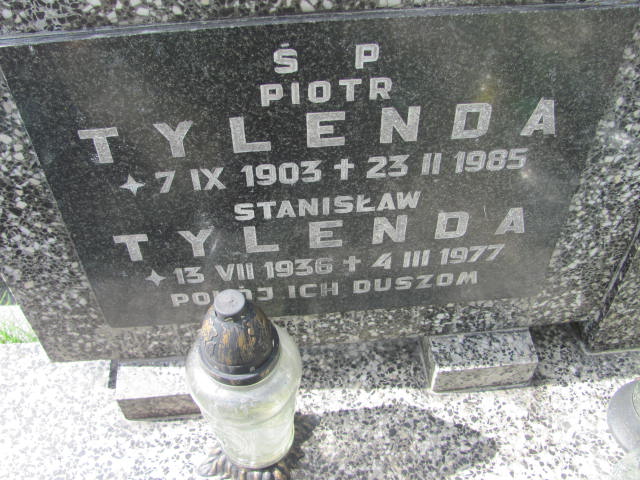 Ś P
PIOTR
TYLENDA
7 IX 1903 † 23 II 1985
STANISŁAW
TYLENDA
13 VII 1936 † 4 III 1977
POKÓJ ICH DUSZOM